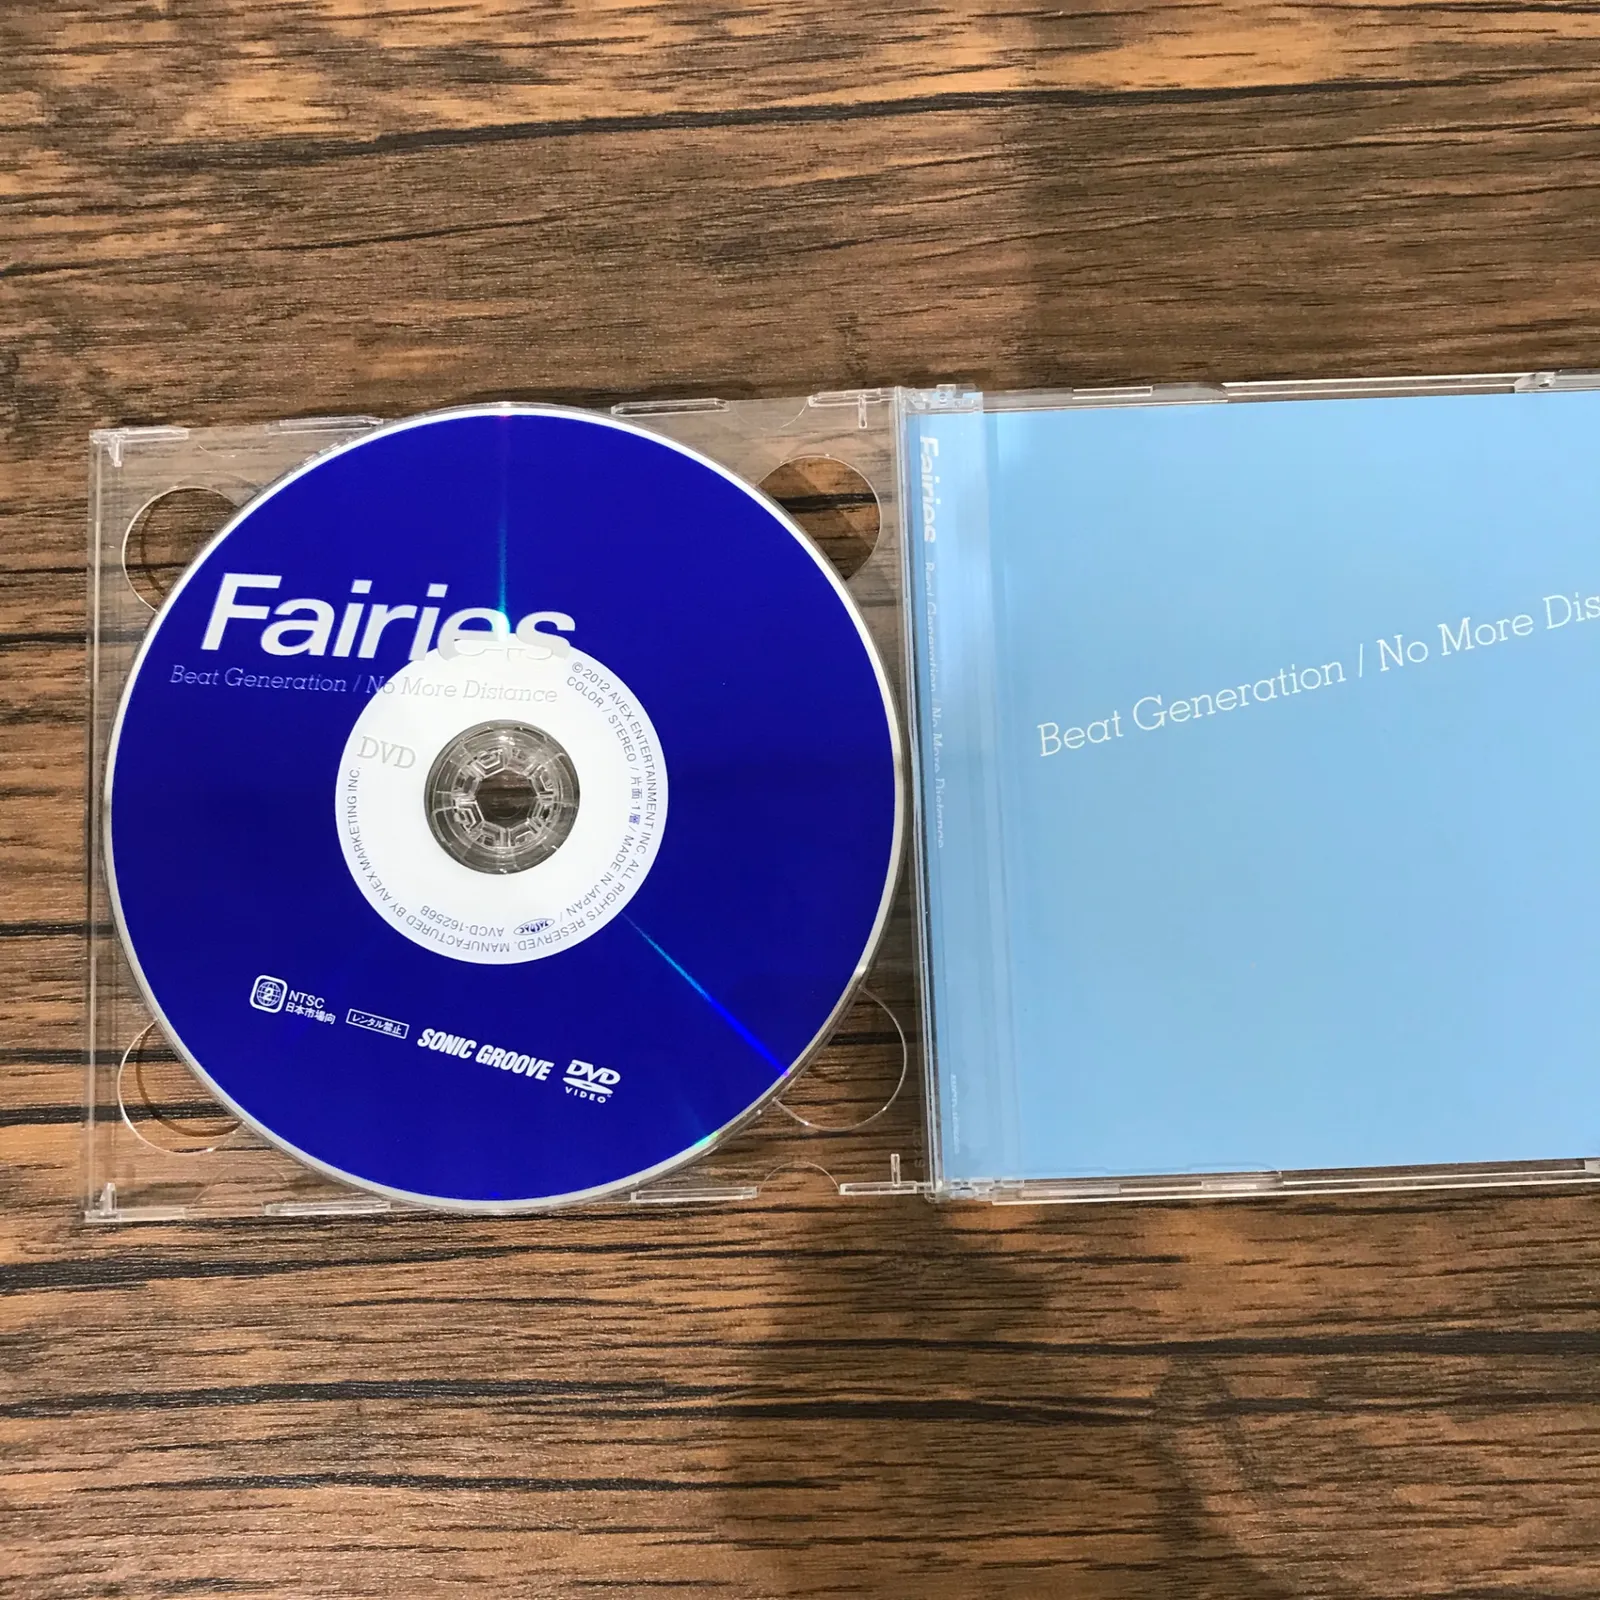 Fairies
Beat Generation / No More Distance
DVD
©2012 AVEX ENTERTAINMENT INC. ALL RIGHTS RESERVED. MANUFACTURED BY AVEX MARKETING INC.
COLOR / STEREO / 片面・1層 / MADE IN JAPAN /
AVCD-16256B
2
NTSC
日本市場向
レンタル禁止
SONIC GROOVE
DVD
VIDEO
Fairies Beat Generation / No More Distance
Beat Generation / No More Dis